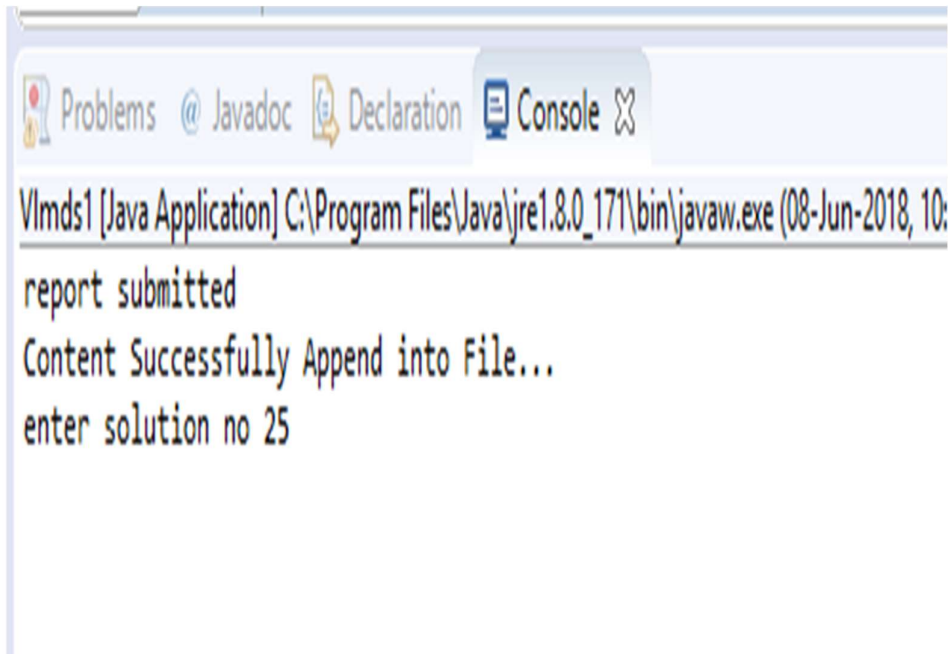 Problems @ Javadoc Declaration Console
Vlmds1 [Java Application] C:\Program Files\Java\jre1.8.0_171\bin\javaw.exe (08-Jun-2018, 10:
report submitted
Content Successfully Append into File...
enter solution no 25